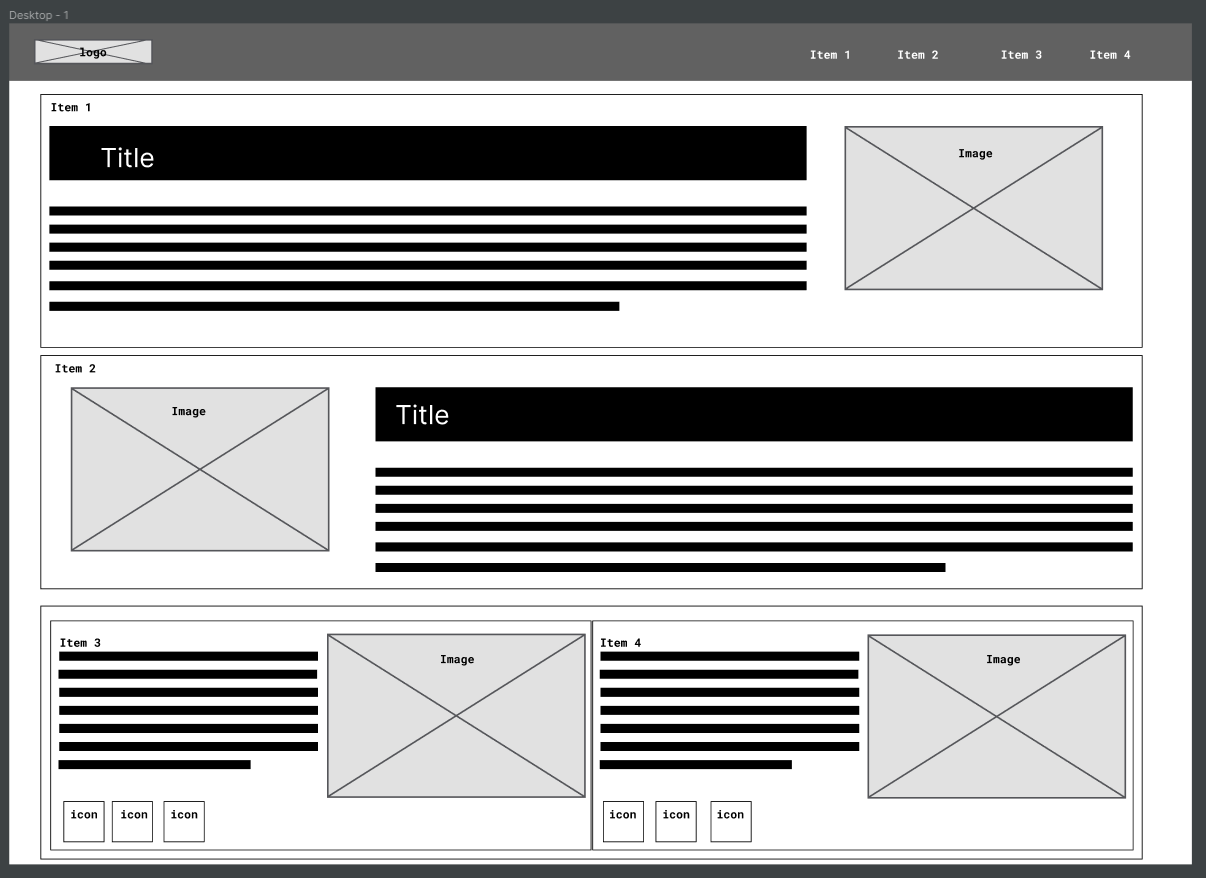 Desktop - 1
logo
Item 1 Item 2 Item 3 Item 4
Item 1
Title
Image
Item 2
Image
Title
Item 3
Image
icon icon icon
Item 4
Image
icon icon icon